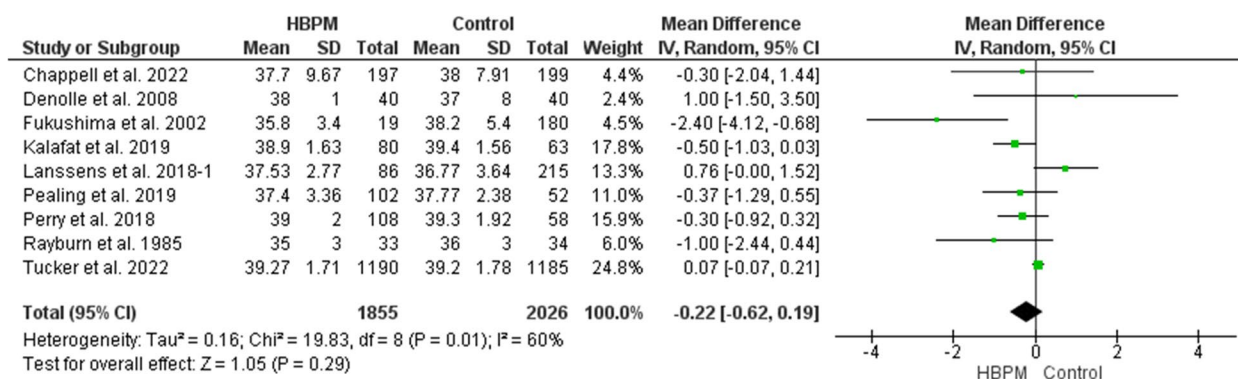 HBPM Control Mean Difference Mean Difference
Study or Subgroup Mean SD Total Mean SD Total Weight IV, Random, 95% CI IV, Random, 95% CI
Chappell et al. 2022 37.7 9.67 197 38 7.91 199 4.4% -0.30 [-2.04, 1.44]
Denolle et al. 2008 38 1 40 37 8 40 2.4% 1.00 [-1.50, 3.50]
Fukushima et al. 2002 35.8 3.4 19 38.2 5.4 180 4.5% -2.40 [-4.12, -0.68]
Kalafat et al. 2019 38.9 1.63 80 39.4 1.56 63 17.8% -0.50 [-1.03, 0.03]
Lanssens et al. 2018-1 37.53 2.77 86 36.77 3.64 215 13.3% 0.76 [-0.00, 1.52]
Pealing et al. 2019 37.4 3.36 102 37.77 2.38 52 11.0% -0.37 [-1.29, 0.55]
Perry et al. 2018 39 2 108 39.3 1.92 58 15.9% -0.30 [-0.92, 0.32]
Rayburn et al. 1985 35 3 33 36 3 34 6.0% -1.00 [-2.44, 0.44]
Tucker et al. 2022 39.27 1.71 1190 39.2 1.78 1185 24.8% 0.07 [-0.07, 0.21]
Total (95% CI) 1855 2026 100.0% -0.22 [-0.62, 0.19]
Heterogeneity: Tau² = 0.16; Chi² = 19.83, df = 8 (P = 0.01); I² = 60%
Test for overall effect: Z = 1.05 (P = 0.29)
-4 -2 0 2 4
HBPM Control